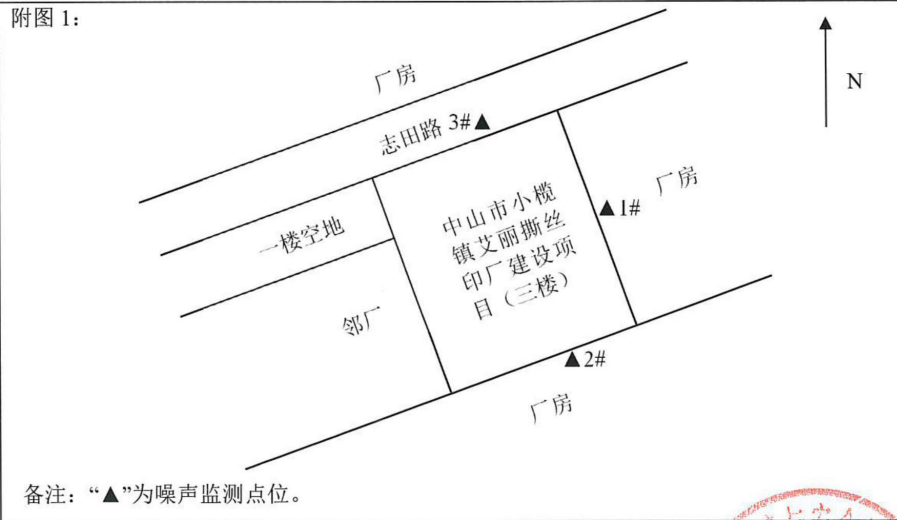 附图 1：
厂房
N
志田路 3#▲
厂房
▲1#
一楼空地
中山市小榄
镇艾丽撕丝
印厂建设项
目（三楼）
邻厂
▲2#
厂房
备注：“▲”为噪声监测点位。